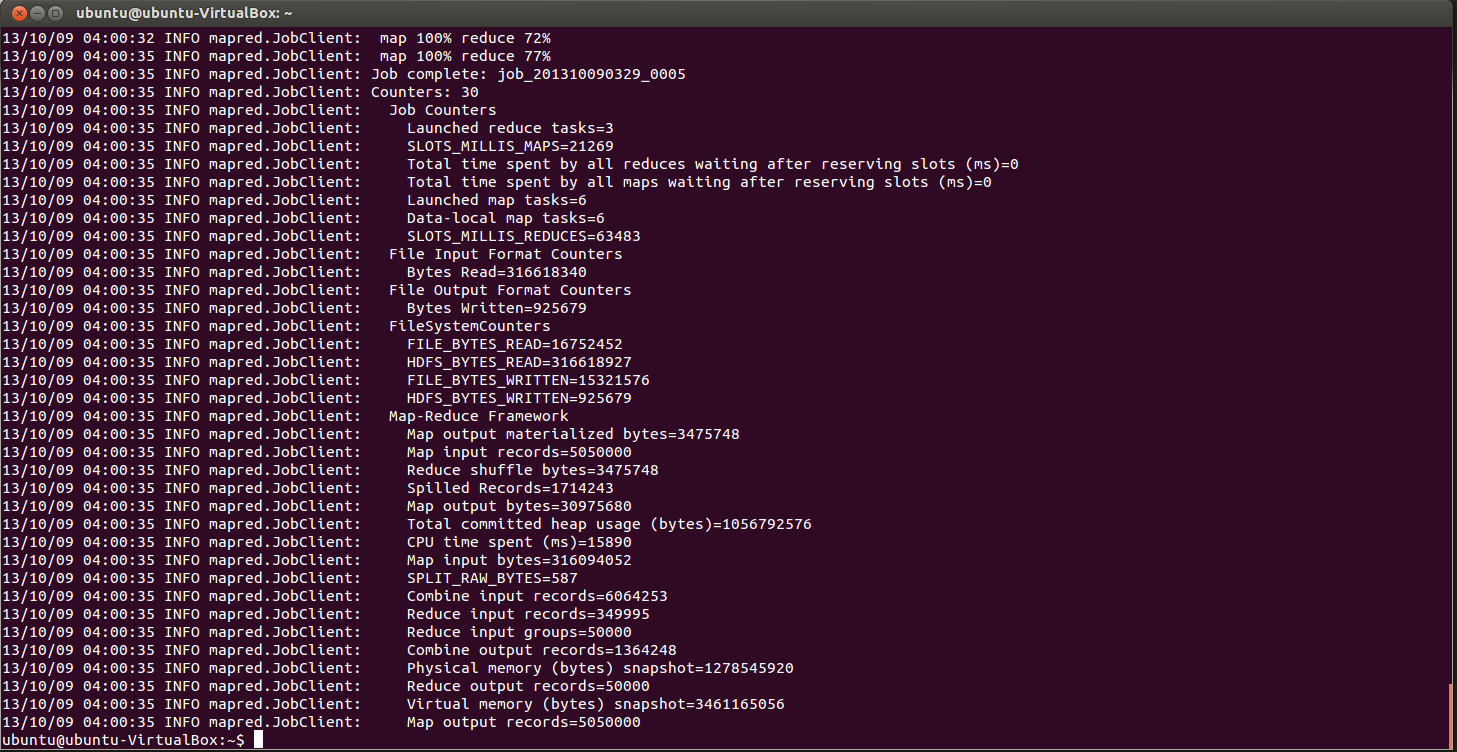 ubuntu@ubuntu-VirtualBox: ~
13/10/09 04:00:32 INFO mapred.JobClient:  map 100% reduce 72%
13/10/09 04:00:35 INFO mapred.JobClient:  map 100% reduce 77%
13/10/09 04:00:35 INFO mapred.JobClient: Job complete: job_201310090329_0005
13/10/09 04:00:35 INFO mapred.JobClient: Counters: 30
13/10/09 04:00:35 INFO mapred.JobClient:   Job Counters
13/10/09 04:00:35 INFO mapred.JobClient:     Launched reduce tasks=3
13/10/09 04:00:35 INFO mapred.JobClient:     SLOTS_MILLIS_MAPS=21269
13/10/09 04:00:35 INFO mapred.JobClient:     Total time spent by all reduces waiting after reserving slots (ms)=0
13/10/09 04:00:35 INFO mapred.JobClient:     Total time spent by all maps waiting after reserving slots (ms)=0
13/10/09 04:00:35 INFO mapred.JobClient:     Launched map tasks=6
13/10/09 04:00:35 INFO mapred.JobClient:     Data-local map tasks=6
13/10/09 04:00:35 INFO mapred.JobClient:     SLOTS_MILLIS_REDUCES=63483
13/10/09 04:00:35 INFO mapred.JobClient:   File Input Format Counters
13/10/09 04:00:35 INFO mapred.JobClient:     Bytes Read=316618340
13/10/09 04:00:35 INFO mapred.JobClient:   File Output Format Counters
13/10/09 04:00:35 INFO mapred.JobClient:     Bytes Written=925679
13/10/09 04:00:35 INFO mapred.JobClient:   FileSystemCounters
13/10/09 04:00:35 INFO mapred.JobClient:     FILE_BYTES_READ=16752452
13/10/09 04:00:35 INFO mapred.JobClient:     HDFS_BYTES_READ=316618927
13/10/09 04:00:35 INFO mapred.JobClient:     FILE_BYTES_WRITTEN=15321576
13/10/09 04:00:35 INFO mapred.JobClient:     HDFS_BYTES_WRITTEN=925679
13/10/09 04:00:35 INFO mapred.JobClient:   Map-Reduce Framework
13/10/09 04:00:35 INFO mapred.JobClient:     Map output materialized bytes=3475748
13/10/09 04:00:35 INFO mapred.JobClient:     Map input records=5050000
13/10/09 04:00:35 INFO mapred.JobClient:     Reduce shuffle bytes=3475748
13/10/09 04:00:35 INFO mapred.JobClient:     Spilled Records=1714243
13/10/09 04:00:35 INFO mapred.JobClient:     Map output bytes=30975680
13/10/09 04:00:35 INFO mapred.JobClient:     Total committed heap usage (bytes)=1056792576
13/10/09 04:00:35 INFO mapred.JobClient:     CPU time spent (ms)=15890
13/10/09 04:00:35 INFO mapred.JobClient:     Map input bytes=316094052
13/10/09 04:00:35 INFO mapred.JobClient:     SPLIT_RAW_BYTES=587
13/10/09 04:00:35 INFO mapred.JobClient:     Combine input records=6064253
13/10/09 04:00:35 INFO mapred.JobClient:     Reduce input records=349995
13/10/09 04:00:35 INFO mapred.JobClient:     Reduce input groups=50000
13/10/09 04:00:35 INFO mapred.JobClient:     Combine output records=1364248
13/10/09 04:00:35 INFO mapred.JobClient:     Physical memory (bytes) snapshot=1278545920
13/10/09 04:00:35 INFO mapred.JobClient:     Reduce output records=50000
13/10/09 04:00:35 INFO mapred.JobClient:     Virtual memory (bytes) snapshot=3461165056
13/10/09 04:00:35 INFO mapred.JobClient:     Map output records=5050000
ubuntu@ubuntu-VirtualBox:~$